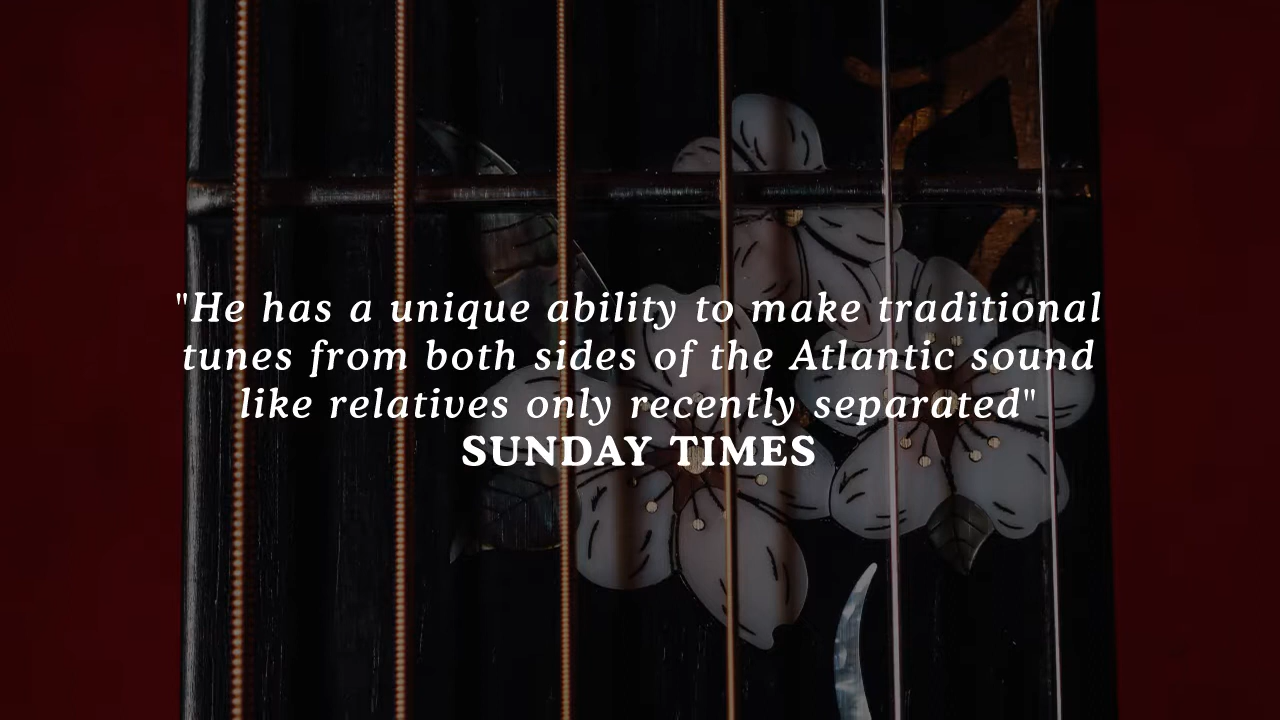 "He has a unique ability to make traditional
tunes from both sides of the Atlantic sound
like relatives only recently separated"
SUNDAY TIMES